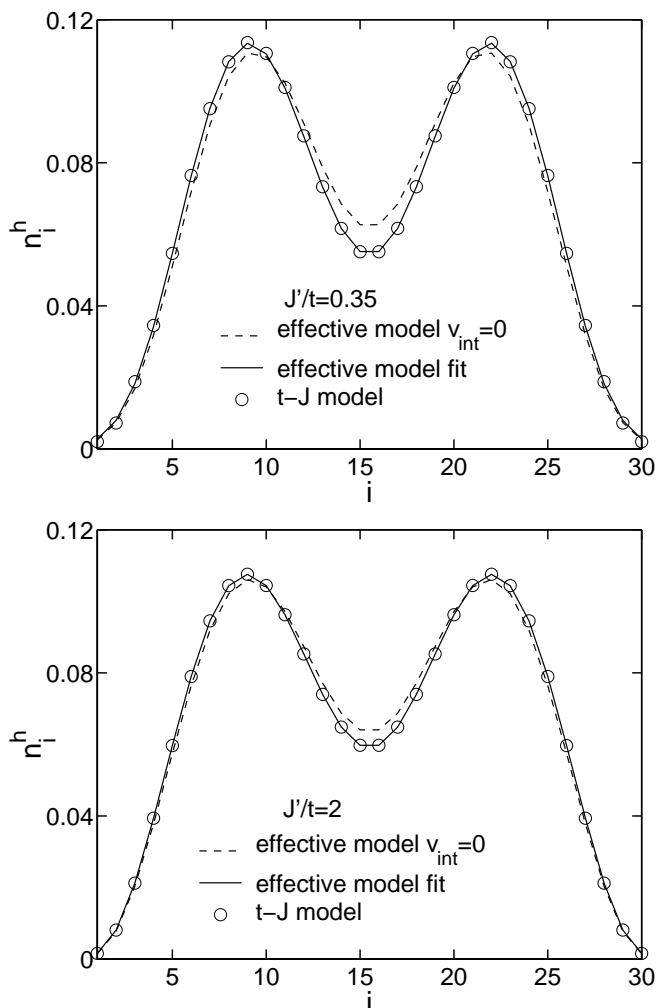 0.12
0.08
0.04
0
n_i^h
J'/t=0.35
effective model v_int=0
effective model fit
t−J model
5 10 15 20 25 30
i
0.12
0.08
0.04
0
n_i^h
J'/t=2
effective model v_int=0
effective model fit
t−J model
5 10 15 20 25 30
i